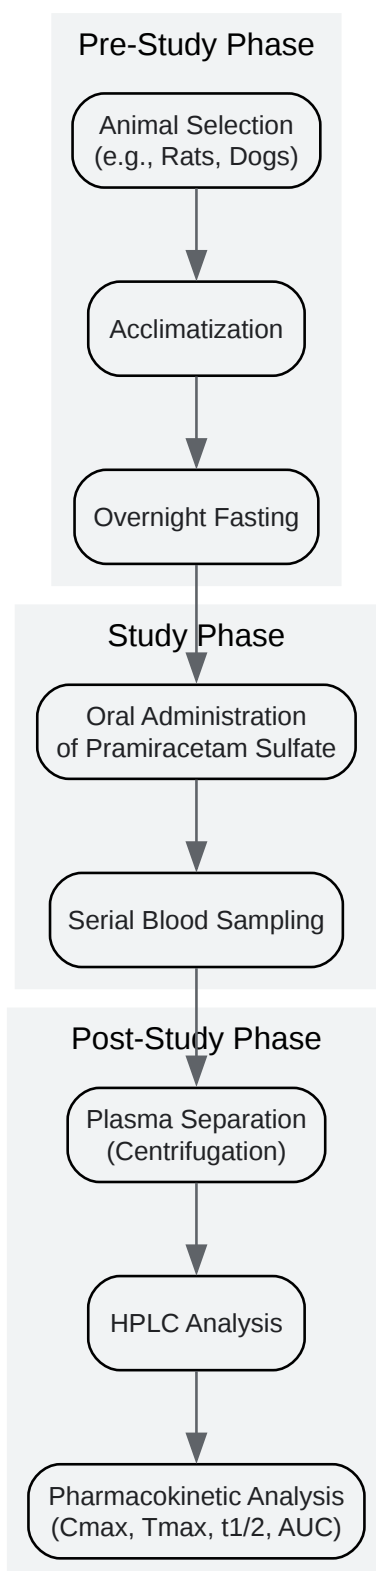 Pre-Study Phase
Animal Selection
(e.g., Rats, Dogs)
Acclimatization
Overnight Fasting
Study Phase
Oral Administration
of Pramiracetam Sulfate
Serial Blood Sampling
Post-Study Phase
Plasma Separation
(Centrifugation)
HPLC Analysis
Pharmacokinetic Analysis
(Cmax, Tmax, t1/2, AUC)